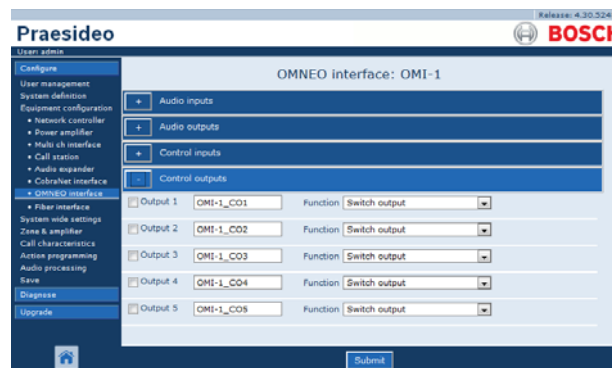 Release: 4.30.524
Praesideo
BOSCH
User: admin
Configure
User management
System definition
Equipment configuration
• Network controller
• Power amplifier
• Multi ch interface
• Call station
• Audio expander
• CobraNet interface
• OMNEO interface
• Fiber interface
System wide settings
Zone & amplifier
Call characteristics
Action programming
Audio processing
Save
Diagnose
Upgrade
OMNEO interface: OMI-1
+ Audio inputs
+ Audio outputs
+ Control inputs
- Control outputs
Output 1 OMI-1_CO1 Function Switch output
Output 2 OMI-1_CO2 Function Switch output
Output 3 OMI-1_CO3 Function Switch output
Output 4 OMI-1_CO4 Function Switch output
Output 5 OMI-1_CO5 Function Switch output
Submit